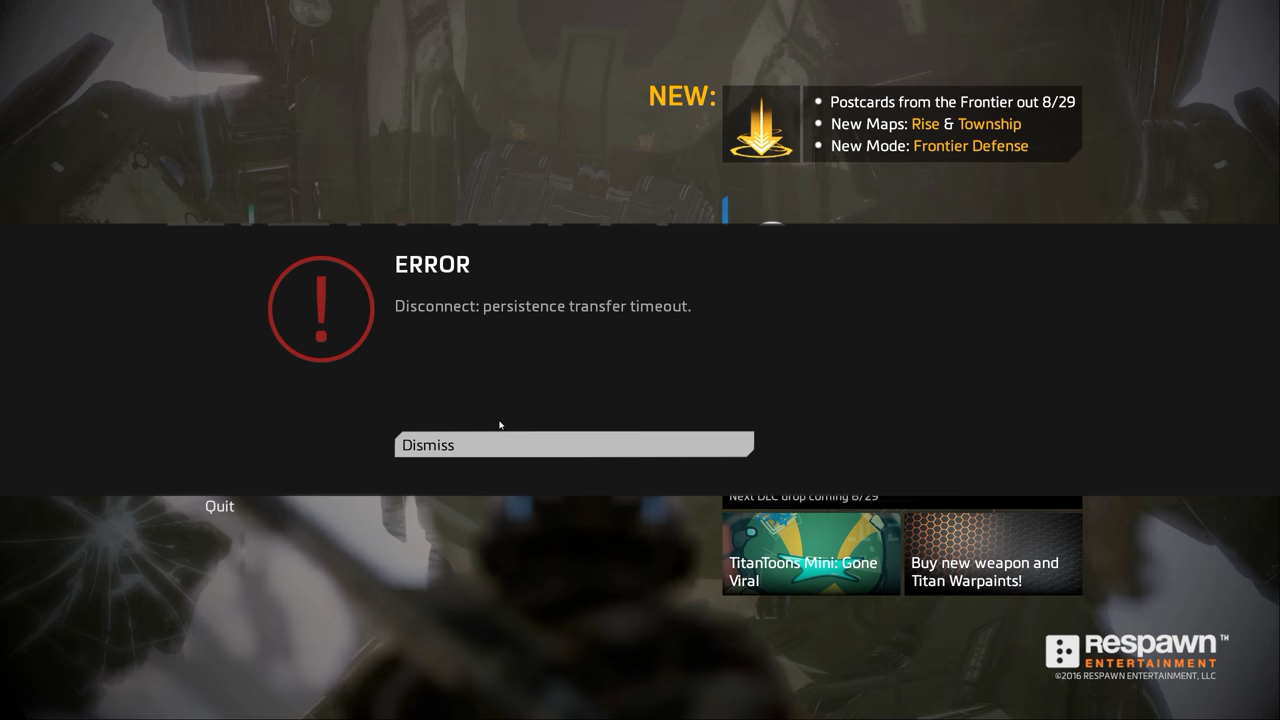 NEW:
Postcards from the Frontier out 8/29
New Maps: Rise & Township
New Mode: Frontier Defense
ERROR
Disconnect: persistence transfer timeout.
Dismiss
Quit
Next DLC drop coming 8/29
TitanToons Mini: Gone
Viral
Buy new weapon and
Titan Warpaints!
Respawn™
ENTERTAINMENT
©2016 RESPAWN ENTERTAINMENT, LLC